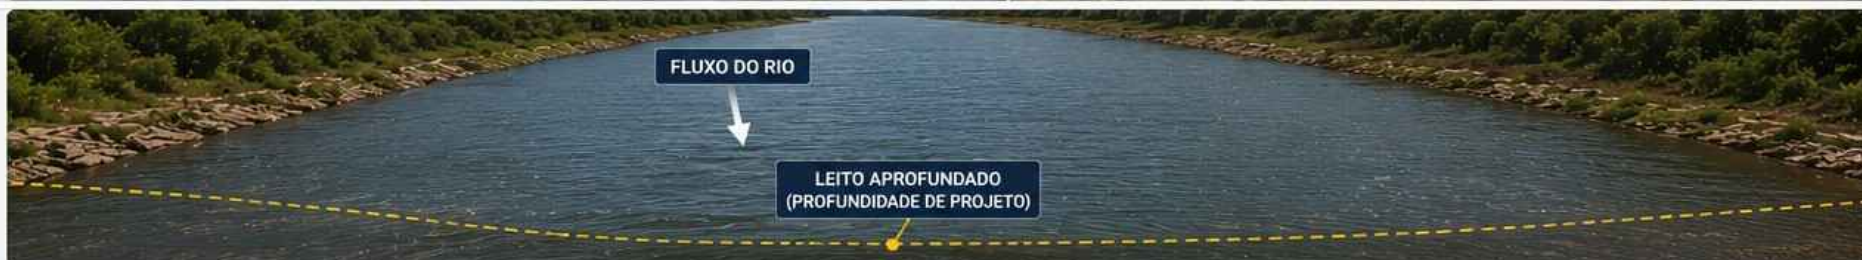 FLUXO DO RIO
LEITO APROFUNDADO
(PROFUNDIDADE DE PROJETO)